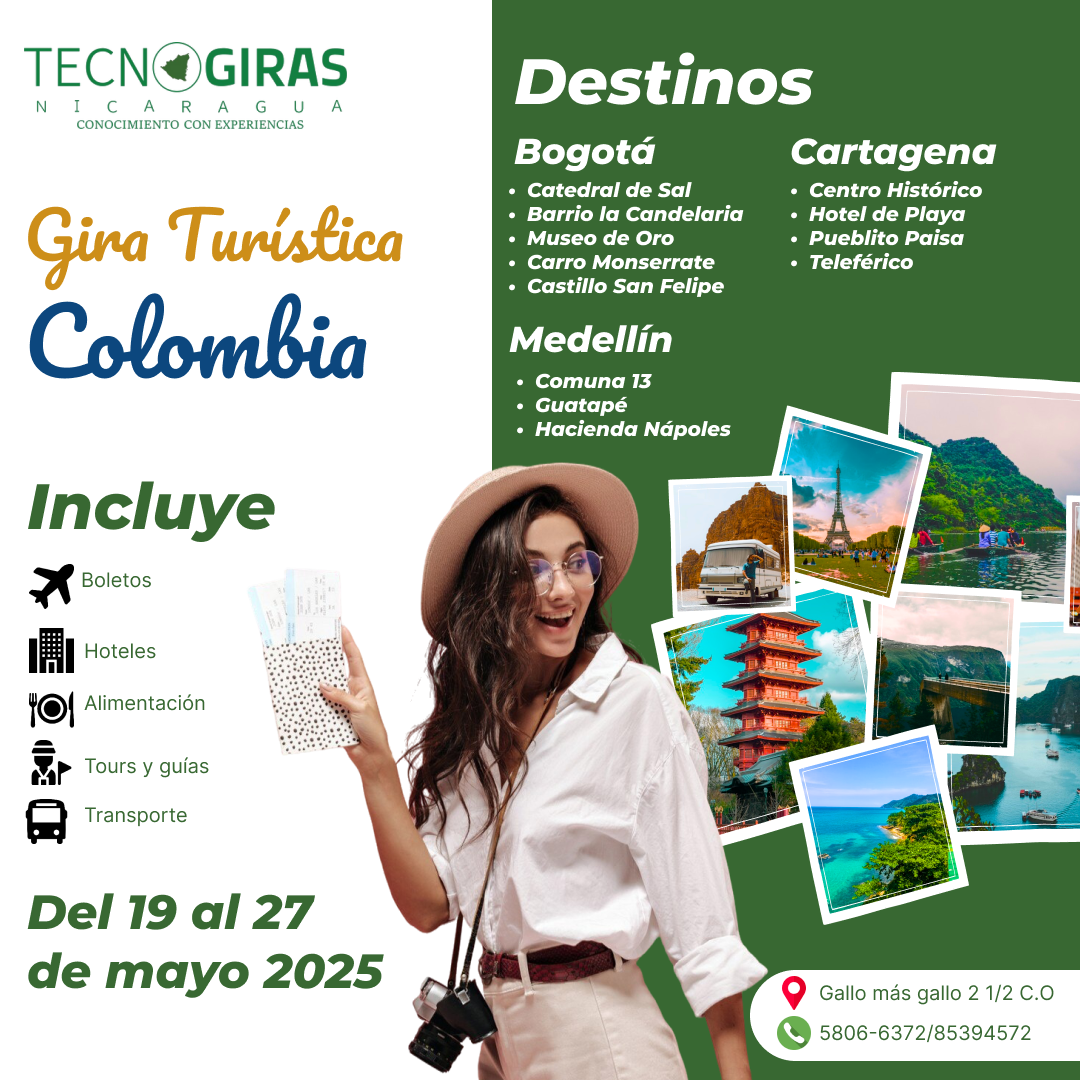 TECNOGIRAS
NICARAGUA
CONOCIMIENTO CON EXPERIENCIAS
Gira Turística
Colombia
Incluye
Boletos
Hoteles
Alimentación
Tours y guías
Transporte
Del 19 al 27
de mayo 2025
Destinos
Bogotá
• Catedral de Sal
• Barrio la Candelaria
• Museo de Oro
• Carro Monserrate
• Castillo San Felipe
Cartagena
• Centro Histórico
• Hotel de Playa
• Pueblito Paisa
• Teleférico
Medellín
• Comuna 13
• Guatapé
• Hacienda Nápoles
Gallo más gallo 2 1/2 C.O
5806-6372/85394572